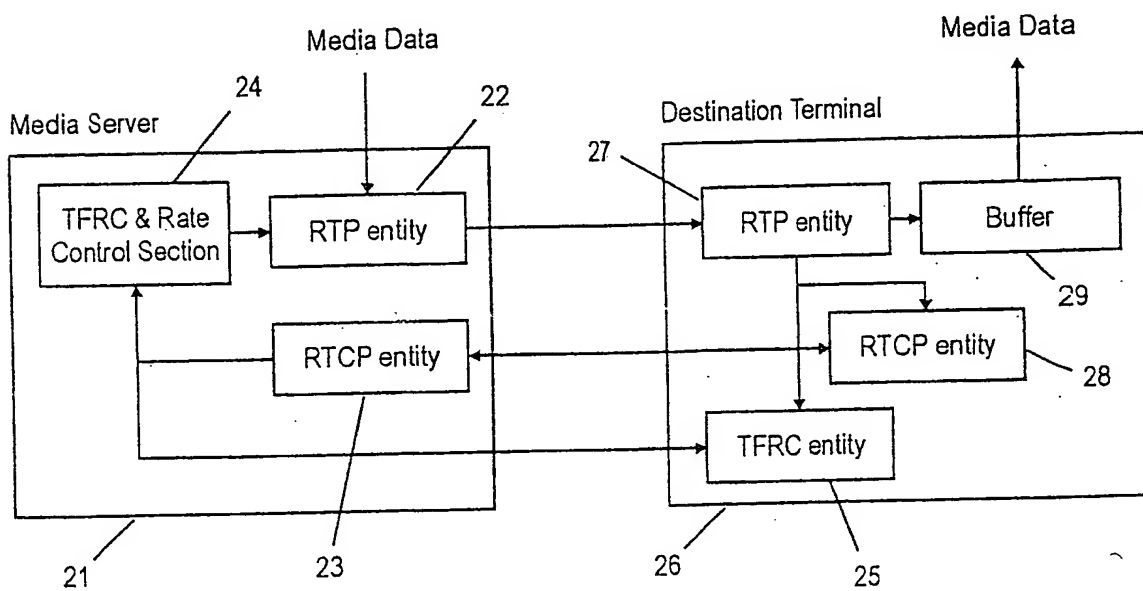 Media Data
Media Data
24
22
Media Server
Destination Terminal
27
TFRC & Rate
Control Section
RTP entity
RTP entity
Buffer
29
RTCP entity
RTCP entity
28
TFRC entity
21
23
26
25